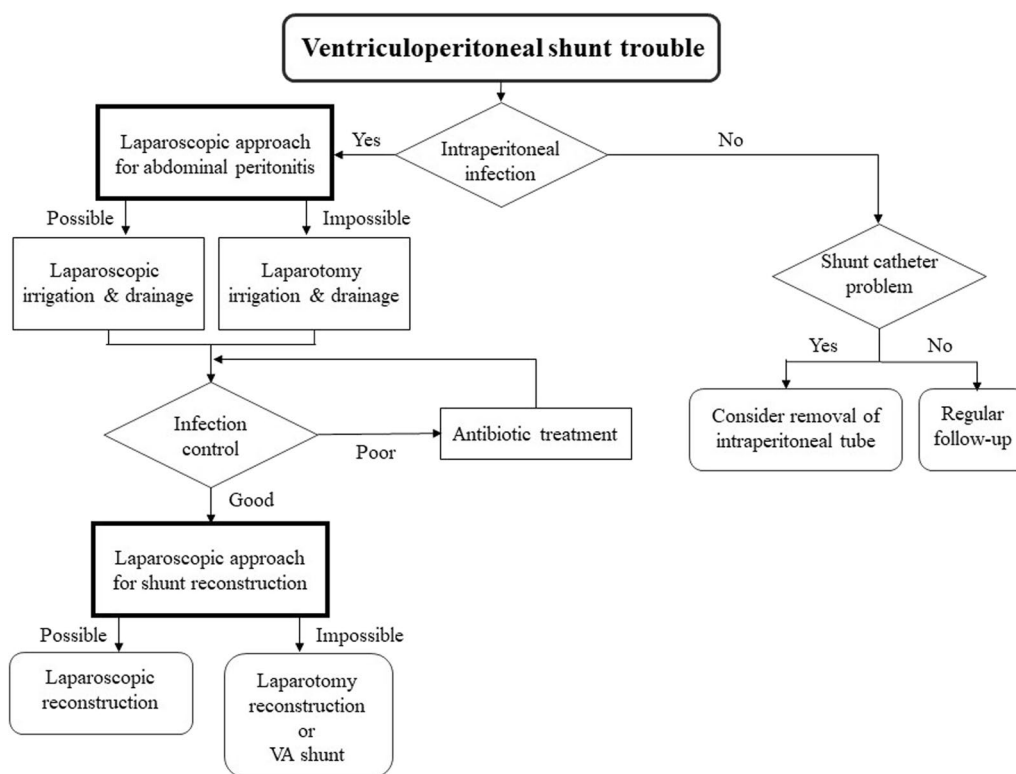 Ventriculoperitoneal shunt trouble
Laparoscopic approach
for abdominal peritonitis
Yes
Intraperitoneal
infection
No
Possible
Impossible
Laparoscopic
irrigation & drainage
Laparotomy
irrigation & drainage
Shunt catheter
problem
Yes
No
Consider removal of
intraperitoneal tube
Regular
follow-up
Infection
control
Poor
Antibiotic treatment
Good
Laparoscopic approach
for shunt reconstruction
Possible
Impossible
Laparoscopic
reconstruction
Laparotomy
reconstruction
or
VA shunt